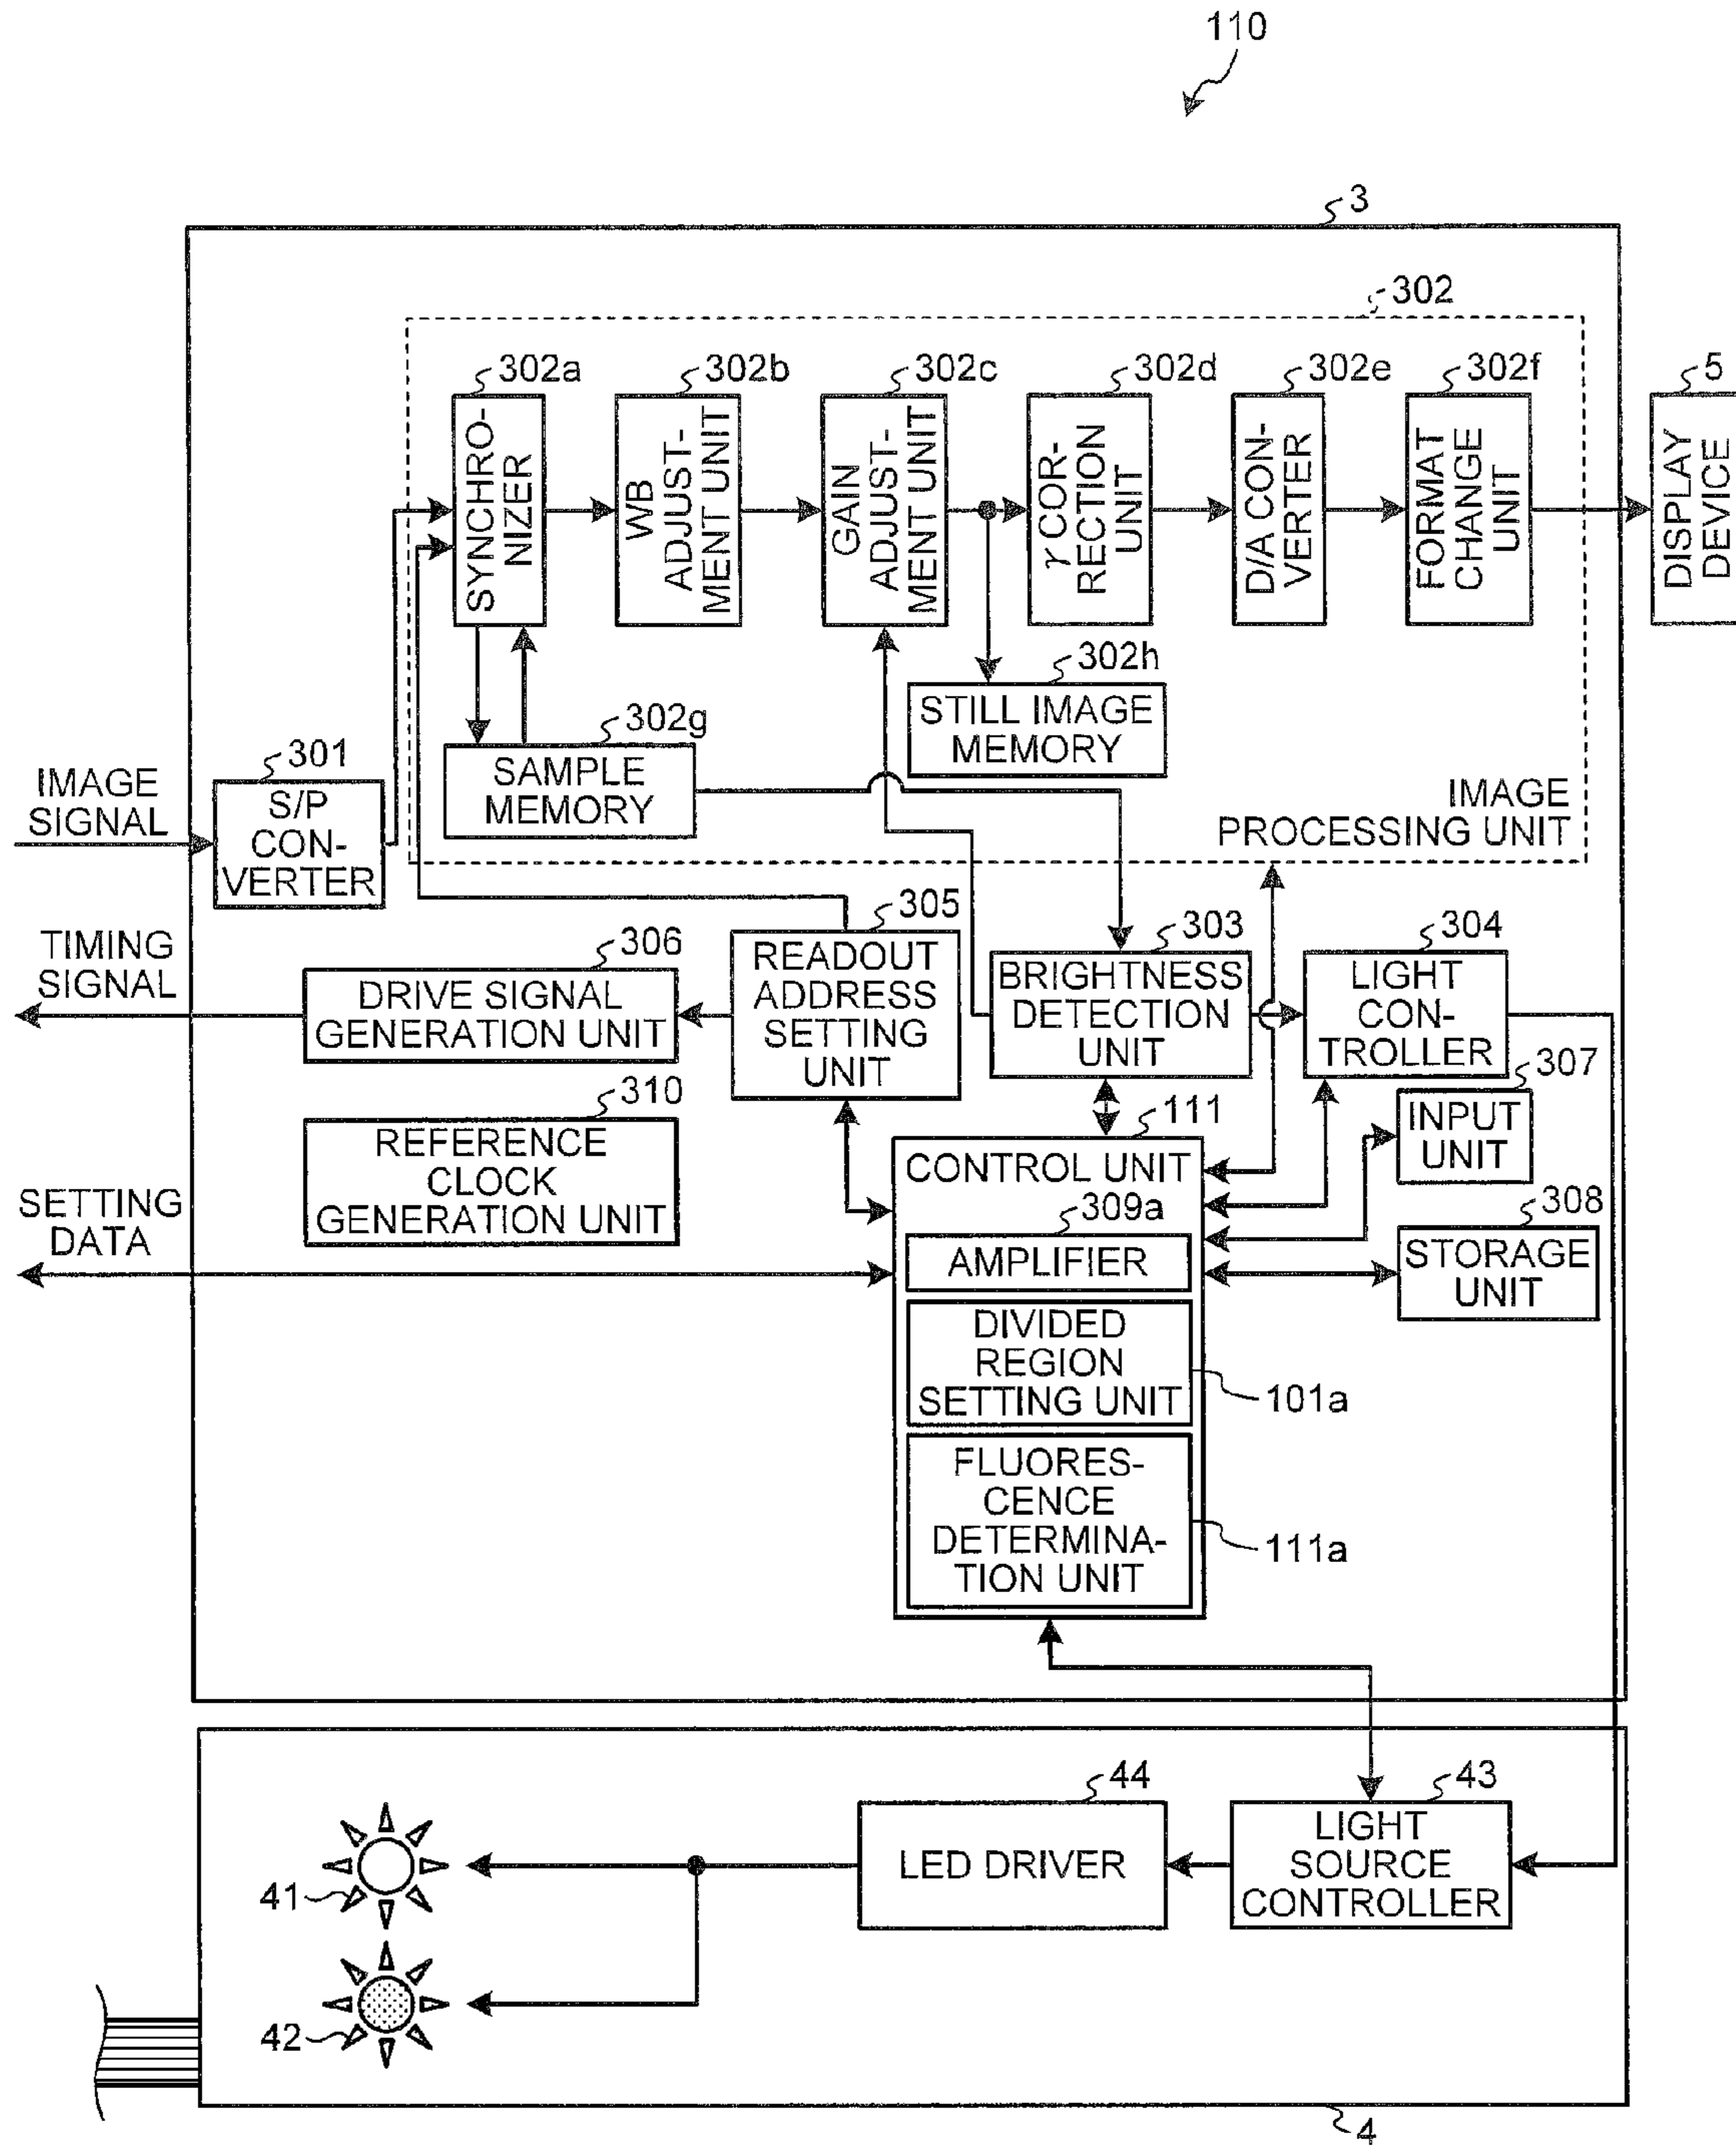 110
3
302
302a
302b
302c
302d
302e
302f
5
SYNCHRO-
NIZER
WB
ADJUST-
MENT UNIT
GAIN
ADJUST-
MENT UNIT
γ COR-
RECTION
UNIT
D/A CON-
VERTER
FORMAT
CHANGE
UNIT
DISPLAY
DEVICE
302g
SAMPLE
MEMORY
302h
STILL IMAGE
MEMORY
IMAGE
PROCESSING UNIT
IMAGE
SIGNAL
301
S/P
CON-
VERTER
TIMING
SIGNAL
306
DRIVE SIGNAL
GENERATION UNIT
305
READOUT
ADDRESS
SETTING
UNIT
303
BRIGHTNESS
DETECTION
UNIT
304
LIGHT
CON-
TROLLER
310
REFERENCE
CLOCK
GENERATION UNIT
SETTING
DATA
111
CONTROL UNIT
309a
AMPLIFIER
DIVIDED
REGION
SETTING UNIT
101a
FLUORES-
CENCE
DETERMINA-
TION UNIT
111a
307
INPUT
UNIT
308
STORAGE
UNIT
44
LED DRIVER
43
LIGHT
SOURCE
CONTROLLER
41
42
4